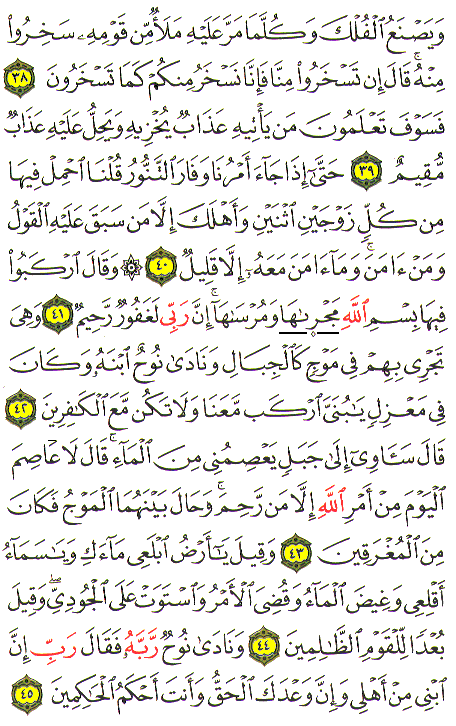 وَيَصْنَعُ ٱلْفُلْكَ وَكُلَّمَا مَرَّ عَلَيْهِ مَلَأٌ مِّن قَوْمِهِۦ سَخِرُوا۟
مِنْهُ ۚ قَالَ إِن تَسْخَرُوا۟ مِنَّا فَإِنَّا نَسْخَرُ مِنكُمْ كَمَا تَسْخَرُونَ ٣٨
فَسَوْفَ تَعْلَمُونَ مَن يَأْتِيهِ عَذَابٌ يُخْزِيهِ وَيَحِلُّ عَلَيْهِ عَذَابٌ
مُّقِيمٌ ٣٩ حَتَّىٰٓ إِذَا جَآءَ أَمْرُنَا وَفَارَ ٱلتَّنُّورُ قُلْنَا ٱحْمِلْ فِيهَا
مِن كُلٍّ زَوْجَيْنِ ٱثْنَيْنِ وَأَهْلَكَ إِلَّا مَن سَبَقَ عَلَيْهِ ٱلْقَوْلُ
وَمَنْ ءَامَنَ ۚ وَمَآ ءَامَنَ مَعَهُۥٓ إِلَّا قَلِيلٌ ٤٠ ۞ وَقَالَ ٱرْكَبُوا۟
فِيهَا بِسْمِ ٱللَّهِ مَجْر۪ىٰهَا وَمُرْسَىٰهَآ ۚ إِنَّ رَبِّى لَغَفُورٌ رَّحِيمٌ ٤١ وَهِىَ
تَجْرِى بِهِمْ فِى مَوْجٍ كَٱلْجِبَالِ وَنَادَىٰ نُوحٌ ٱبْنَهُۥ وَكَانَ
فِى مَعْزِلٍ يَٰبُنَىَّ ٱرْكَب مَّعَنَا وَلَا تَكُن مَّعَ ٱلْكَٰفِرِينَ ٤٢
قَالَ سَـَٔاوِىٓ إِلَىٰ جَبَلٍ يَعْصِمُنِى مِنَ ٱلْمَآءِ ۚ قَالَ لَا عَاصِمَ
ٱلْيَوْمَ مِنْ أَمْرِ ٱللَّهِ إِلَّا مَن رَّحِمَ ۚ وَحَالَ بَيْنَهُمَا ٱلْمَوْجُ فَكَانَ
مِنَ ٱلْمُغْرَقِينَ ٤٣ وَقِيلَ يَٰٓأَرْضُ ٱبْلَعِى مَآءَكِ وَيَٰسَمَآءُ
أَقْلِعِى وَغِيضَ ٱلْمَآءُ وَقُضِىَ ٱلْأَمْرُ وَٱسْتَوَتْ عَلَى ٱلْجُودِىِّ ۖ وَقِيلَ
بُعْدًا لِّلْقَوْمِ ٱلظَّٰلِمِينَ ٤٤ وَنَادَىٰ نُوحٌ رَّبَّهُۥ فَقَالَ رَبِّ إِنَّ
ٱبْنِى مِنْ أَهْلِى وَإِنَّ وَعْدَكَ ٱلْحَقُّ وَأَنتَ أَحْكَمُ ٱلْحَٰكِمِينَ ٤٥